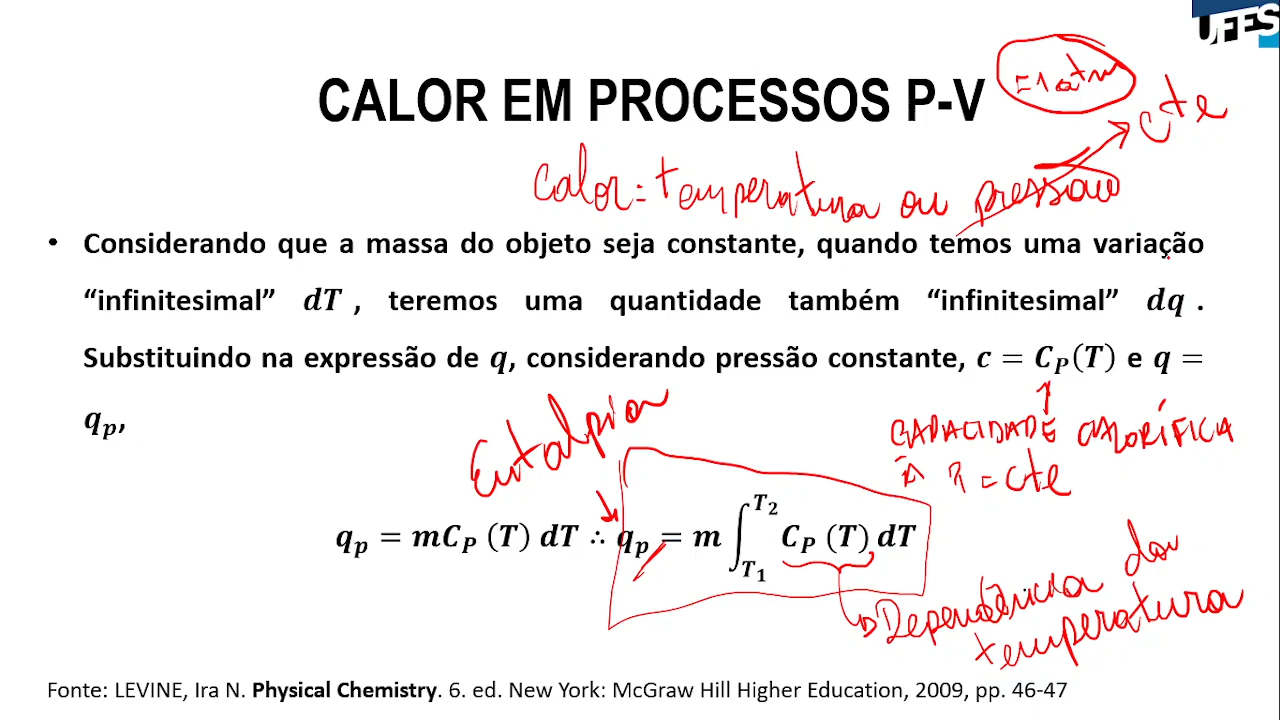 UFES
CALOR EM PROCESSOS P-V
= 1 atm
cte
Calor = temperatura ou pressão
• Considerando que a massa do objeto seja constante, quando temos uma variação
“infinitesimal” dT , teremos uma quantidade também “infinitesimal” dq .
Substituindo na expressão de q, considerando pressão constante, c = C_P(T) e q =
q_p,
Entalpia
CAPACIDADE CALORÍFICA
À P = cte
q_p = mC_P (T) dT ∴ q_p = m ∫_{T_1}^{T_2} C_P (T) dT
Dependência da
temperatura
Fonte: LEVINE, Ira N. Physical Chemistry. 6. ed. New York: McGraw Hill Higher Education, 2009, pp. 46-47